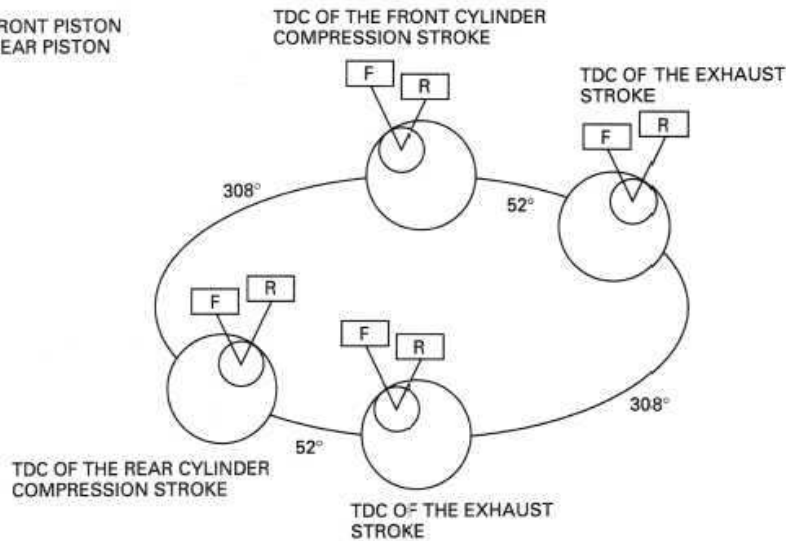 RONT PISTON
EAR PISTON
TDC OF THE FRONT CYLINDER
COMPRESSION STROKE
F
R
TDC OF THE EXHAUST
STROKE
F
R
308°
52°
F
R
F
R
308°
52°
TDC OF THE REAR CYLINDER
COMPRESSION STROKE
TDC OF THE EXHAUST
STROKE